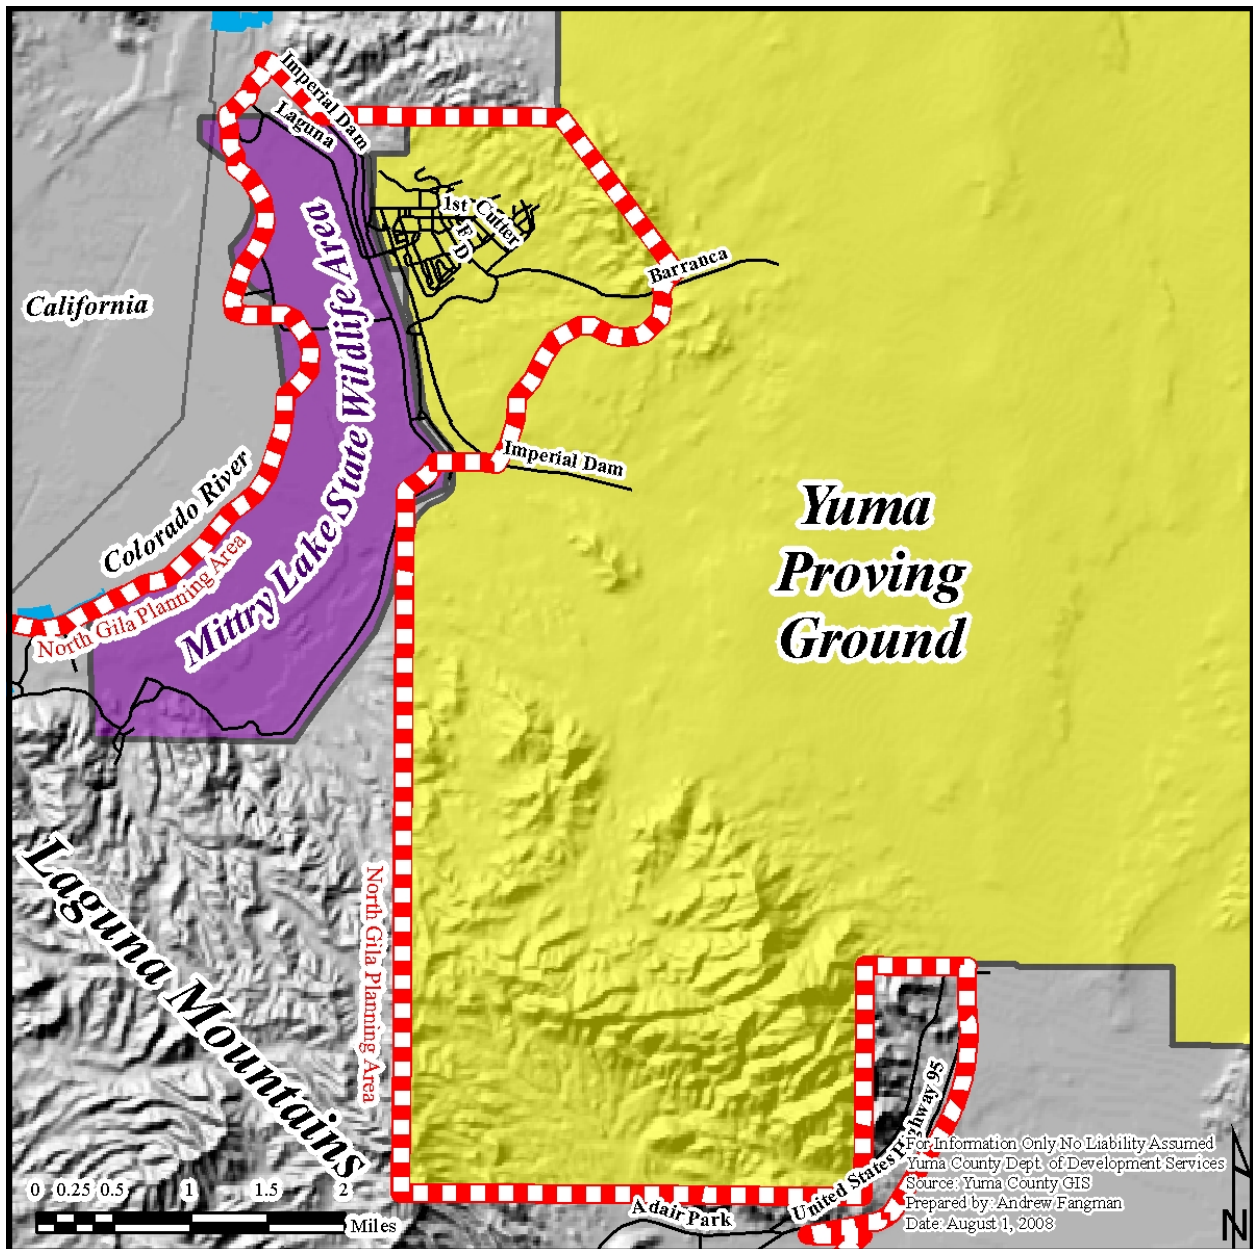 Imperial Dam
Laguna
1st
Cutter
F
D
Barranca
California
Mittry Lake State Wildlife Area
Colorado River
North Gila Planning Area
Imperial Dam
Yuma
Proving
Ground
Laguna Mountains
North Gila Planning Area
United States Highway 95
Adair Park
0 0.25 0.5 1 1.5 2
Miles
For Information Only No Liability Assumed
Yuma County Dept. of Development Services
Source: Yuma County GIS
Prepared by: Andrew Fangman
Date: August 1, 2008
N